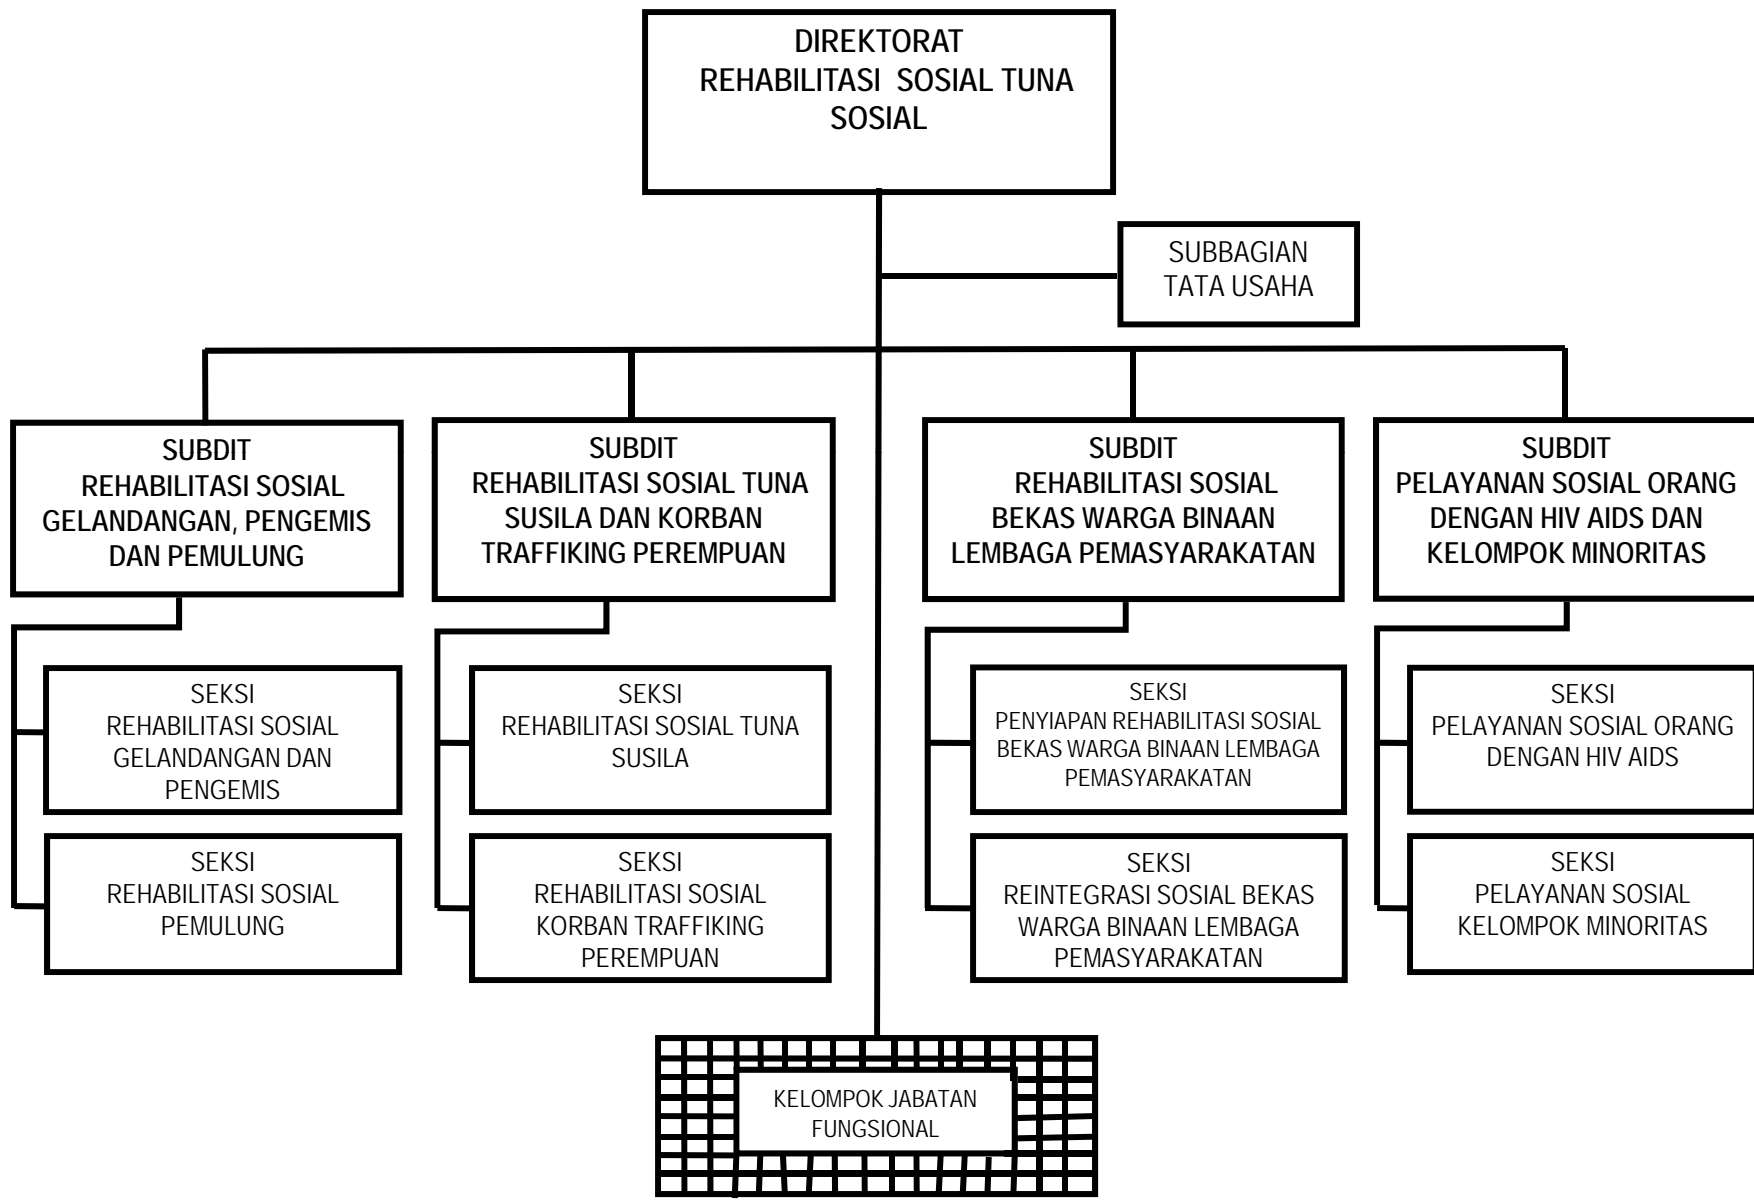 DIREKTORAT
REHABILITASI SOSIAL TUNA
SOSIAL
SUBBAGIAN
TATA USAHA
SUBDIT
REHABILITASI SOSIAL
GELANDANGAN, PENGEMIS
DAN PEMULUNG
SUBDIT
REHABILITASI SOSIAL TUNA
SUSILA DAN KORBAN
TRAFFIKING PEREMPUAN
SUBDIT
REHABILITASI SOSIAL
BEKAS WARGA BINAAN
LEMBAGA PEMASYARAKATAN
SUBDIT
PELAYANAN SOSIAL ORANG
DENGAN HIV AIDS DAN
KELOMPOK MINORITAS
SEKSI
REHABILITASI SOSIAL
GELANDANGAN DAN
PENGEMIS
SEKSI
REHABILITASI SOSIAL TUNA
SUSILA
SEKSI
PENYIAPAN REHABILITASI SOSIAL
BEKAS WARGA BINAAN LEMBAGA
PEMASYARAKATAN
SEKSI
PELAYANAN SOSIAL ORANG
DENGAN HIV AIDS
SEKSI
REHABILITASI SOSIAL
PEMULUNG
SEKSI
REHABILITASI SOSIAL
KORBAN TRAFFIKING
PEREMPUAN
SEKSI
REINTEGRASI SOSIAL BEKAS
WARGA BINAAN LEMBAGA
PEMASYARAKATAN
SEKSI
PELAYANAN SOSIAL
KELOMPOK MINORITAS
KELOMPOK JABATAN
FUNGSIONAL